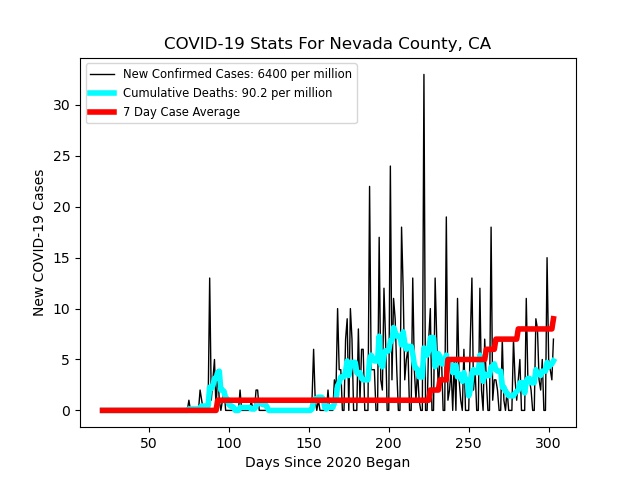 COVID-19 Stats For Nevada County, CA
New Confirmed Cases: 6400 per million
Cumulative Deaths: 90.2 per million
7 Day Case Average
New COVID-19 Cases
30
25
20
15
10
5
0
50 100 150 200 250 300
Days Since 2020 Began